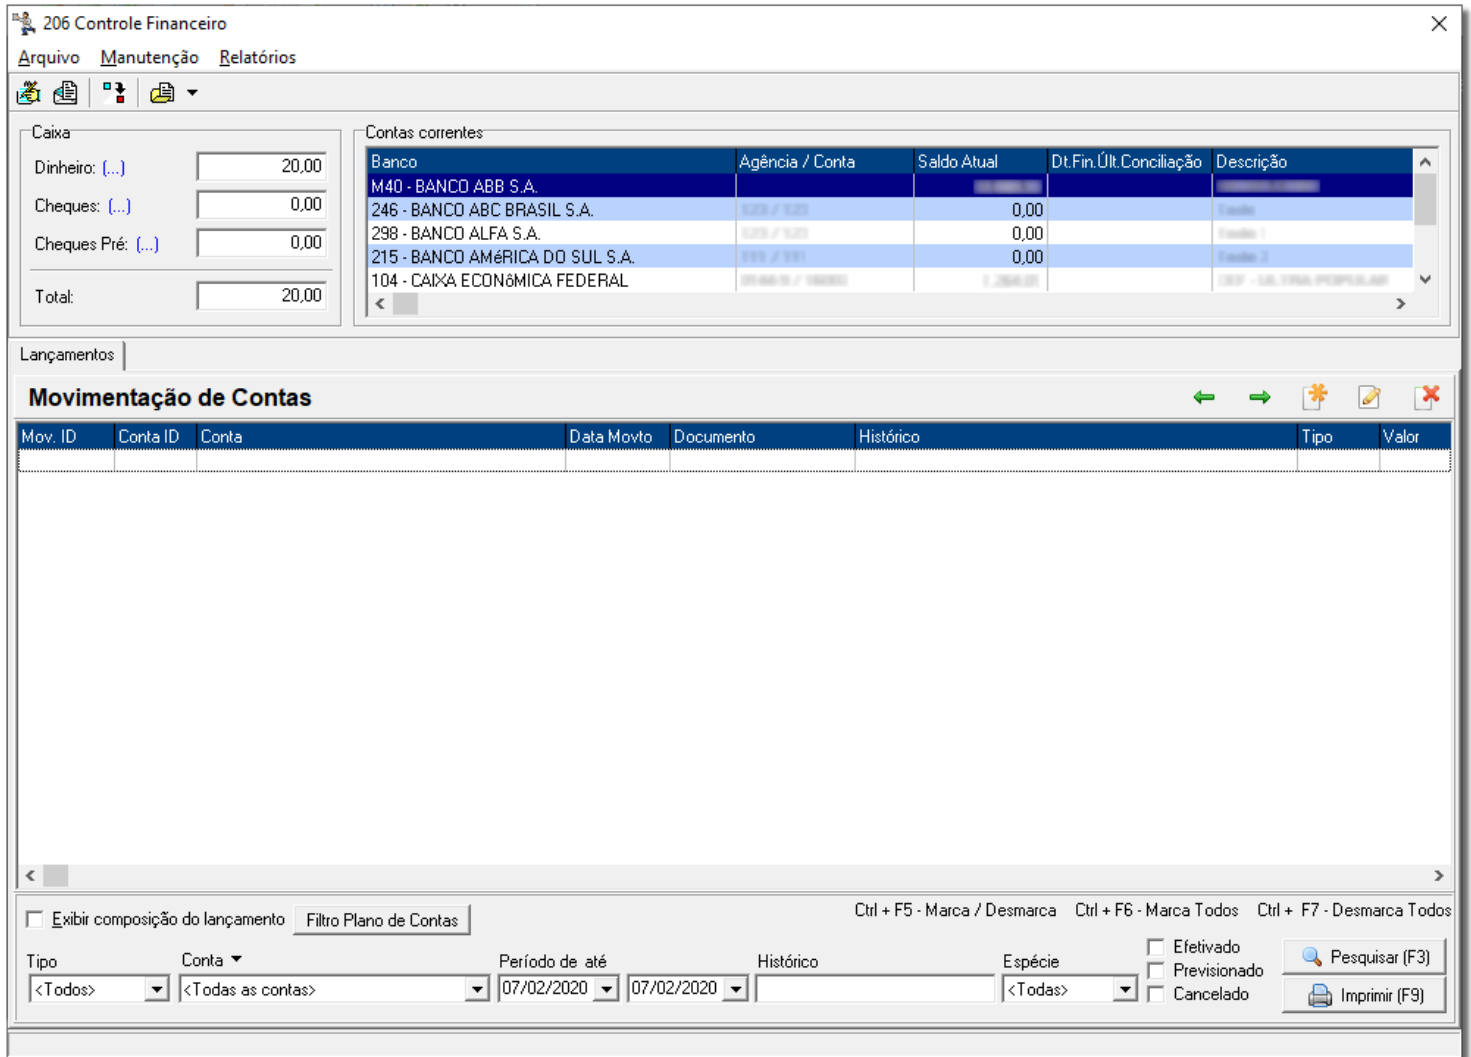 206 Controle Financeiro
Arquivo Manutenção Relatórios
Caixa
Dinheiro: (...) 20,00
Cheques: (...) 0,00
Cheques Pré: (...) 0,00
Total: 20,00
Contas correntes
Banco Agência / Conta Saldo Atual Dt.Fin.Últ.Conciliação Descrição
M40 - BANCO ABB S.A.
246 - BANCO ABC BRASIL S.A. 0,00
298 - BANCO ALFA S.A. 0,00
215 - BANCO AMéRICA DO SUL S.A. 0,00
104 - CAIXA ECONôMICA FEDERAL
Lançamentos
Movimentação de Contas
Mov. ID Conta ID Conta Data Movto Documento Histórico Tipo Valor
Exibir composição do lançamento Filtro Plano de Contas Ctrl + F5 - Marca / Desmarca Ctrl + F6 - Marca Todos Ctrl + F7 - Desmarca Todos
Tipo Conta Período de até Histórico Espécie
<Todos> <Todas as contas> 07/02/2020 07/02/2020 <Todas>
Efetivado
Previsionado
Cancelado
Pesquisar (F3)
Imprimir (F9)